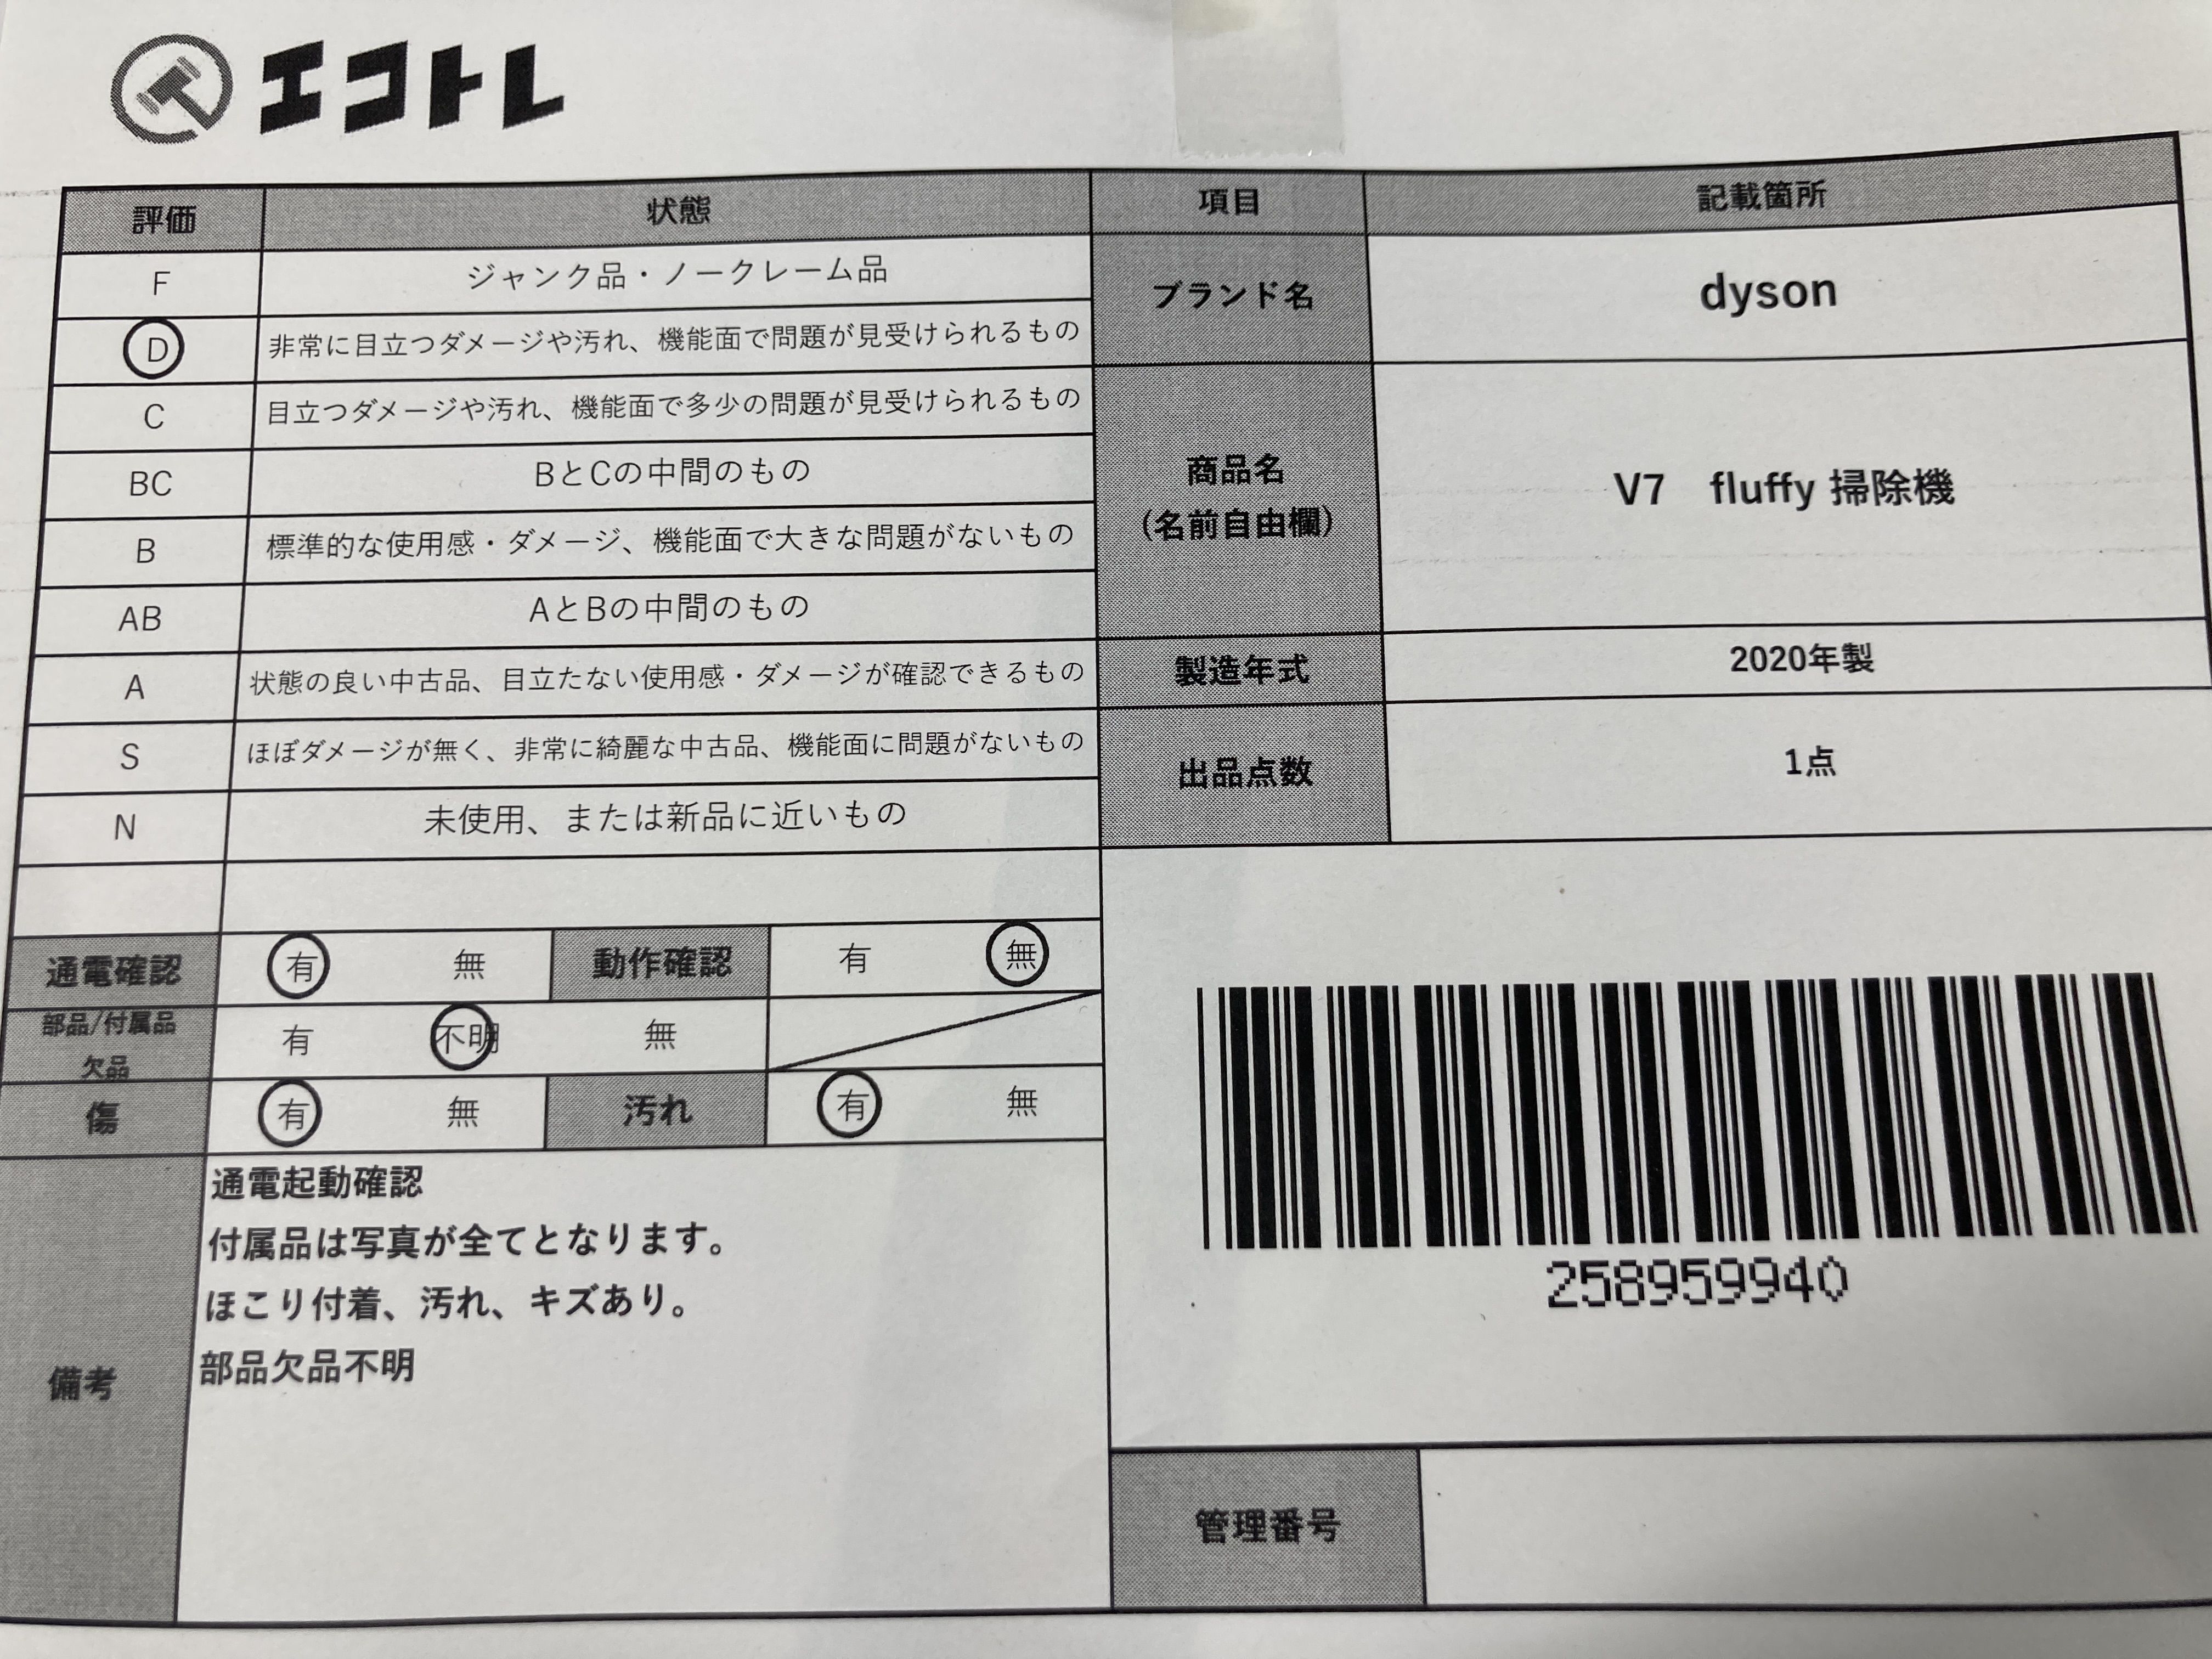 エコトレ
評価 状態 項目 記載箇所
F ジャンク品・ノークレーム品
D 非常に目立つダメージや汚れ、機能面で問題が見受けられるもの
C 目立つダメージや汚れ、機能面で多少の問題が見受けられるもの
BC BとCの中間のもの
B 標準的な使用感・ダメージ、機能面で大きな問題がないもの
AB AとBの中間のもの
A 状態の良い中古品、目立たない使用感・ダメージが確認できるもの
S ほぼダメージが無く、非常に綺麗な中古品、機能面に問題がないもの
N 未使用、または新品に近いもの
ブランド名 dyson
商品名
(名前自由欄)
V7 fluffy 掃除機
製造年式 2020年製
出品点数 1点
通電確認 有 無 動作確認 有 無
部品/付属品
欠品
有 不明 無
傷 有 無 汚れ 有 無
備考
通電起動確認
付属品は写真が全てとなります。
ほこり付着、汚れ、キズあり。
部品欠品不明
258959940
管理番号